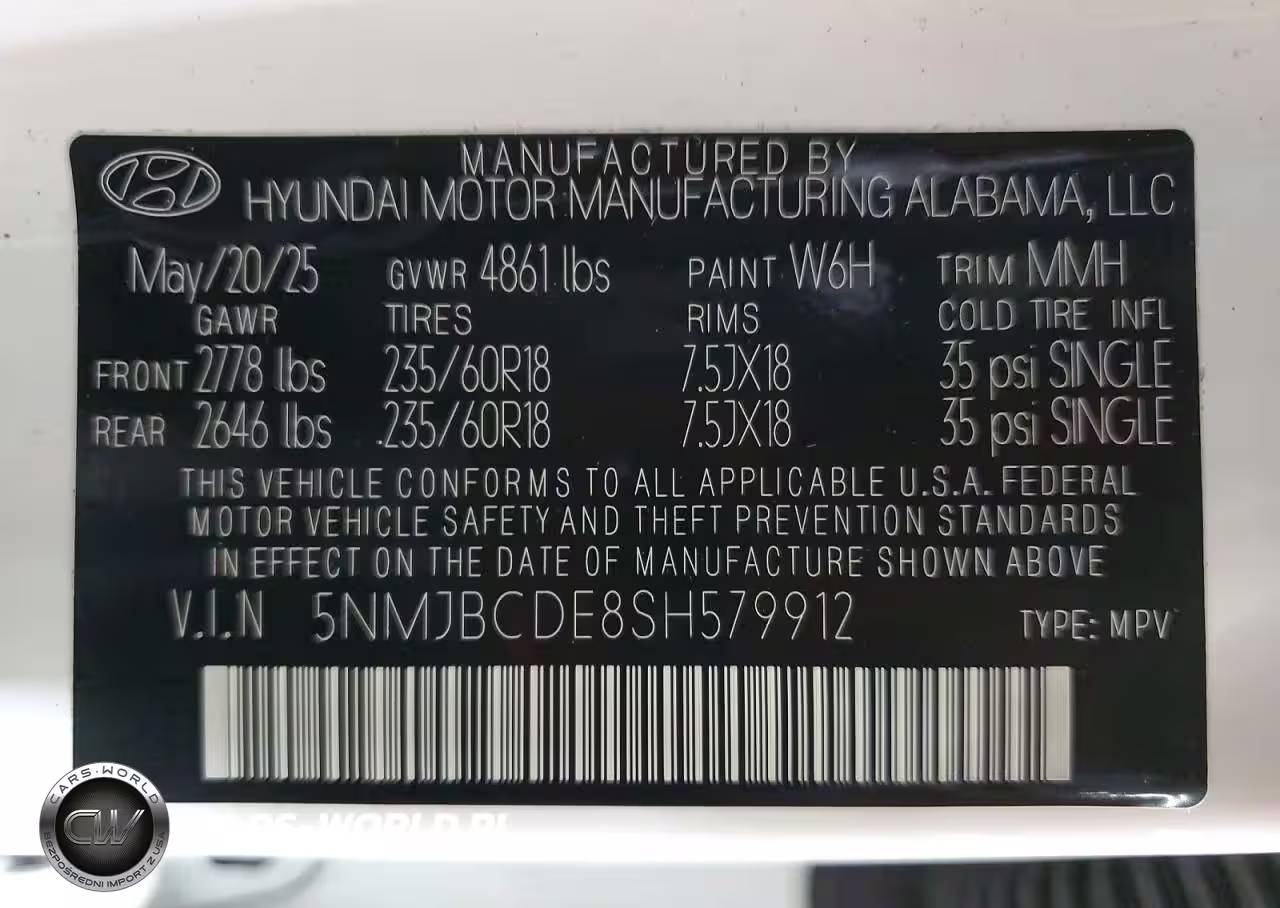 MANUFACTURED BY
HYUNDAI MOTOR MANUFACTURING ALABAMA, LLC
May/20/25 GVWR 4861 lbs PAINT W6H TRIM MMH
GAWR TIRES RIMS COLD TIRE INFL
FRONT 2778 lbs 235/60R18 7.5JX18 35 psi SINGLE
REAR 2646 lbs 235/60R18 7.5JX18 35 psi SINGLE
THIS VEHICLE CONFORMS TO ALL APPLICABLE U.S.A. FEDERAL
MOTOR VEHICLE SAFETY AND THEFT PREVENTION STANDARDS
IN EFFECT ON THE DATE OF MANUFACTURE SHOWN ABOVE
V.I.N 5NMJBCDE8SH579912 TYPE: MPV
CARS-WORLD
CW
BEZPOŚREDNI IMPORT Z USA